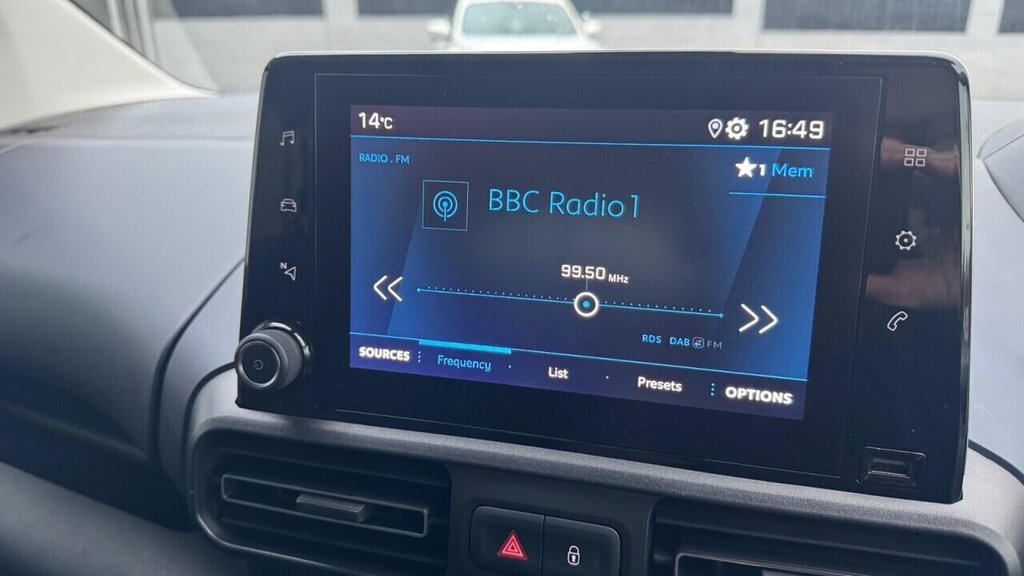 14°C 16:49
RADIO . FM
1 Mem
BBC Radio 1
99.50 MHz
RDS DAB FM
SOURCES Frequency List Presets OPTIONS
N